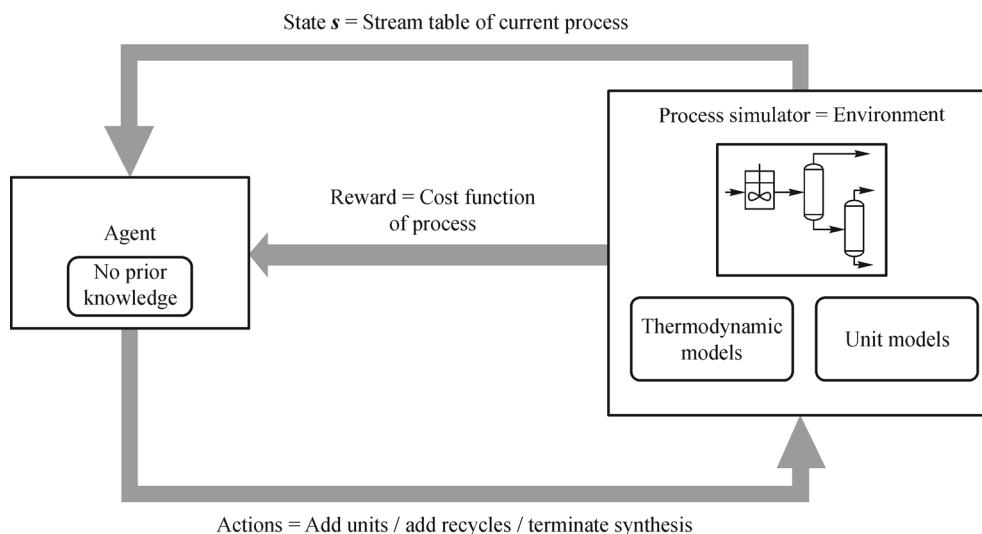 State s = Stream table of current process
Process simulator = Environment
Reward = Cost function
of process
Agent
No prior
knowledge
Thermodynamic
models
Unit models
Actions = Add units / add recycles / terminate synthesis